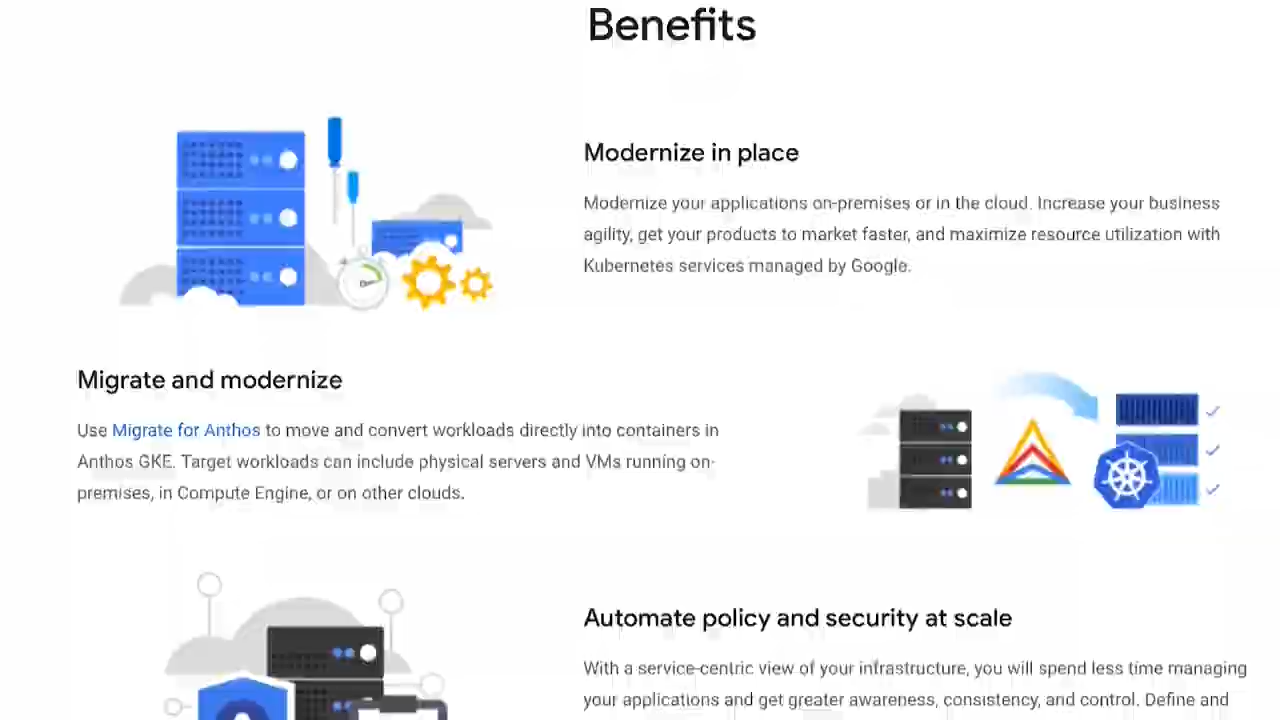 Benefits
Modernize in place
Modernize your applications on-premises or in the cloud. Increase your business
agility, get your products to market faster, and maximize resource utilization with
Kubernetes services managed by Google.
Migrate and modernize
Use Migrate for Anthos to move and convert workloads directly into containers in
Anthos GKE. Target workloads can include physical servers and VMs running on-
premises, in Compute Engine, or on other clouds.
Automate policy and security at scale
With a service-centric view of your infrastructure, you will spend less time managing
your applications and get greater awareness, consistency, and control. Define and